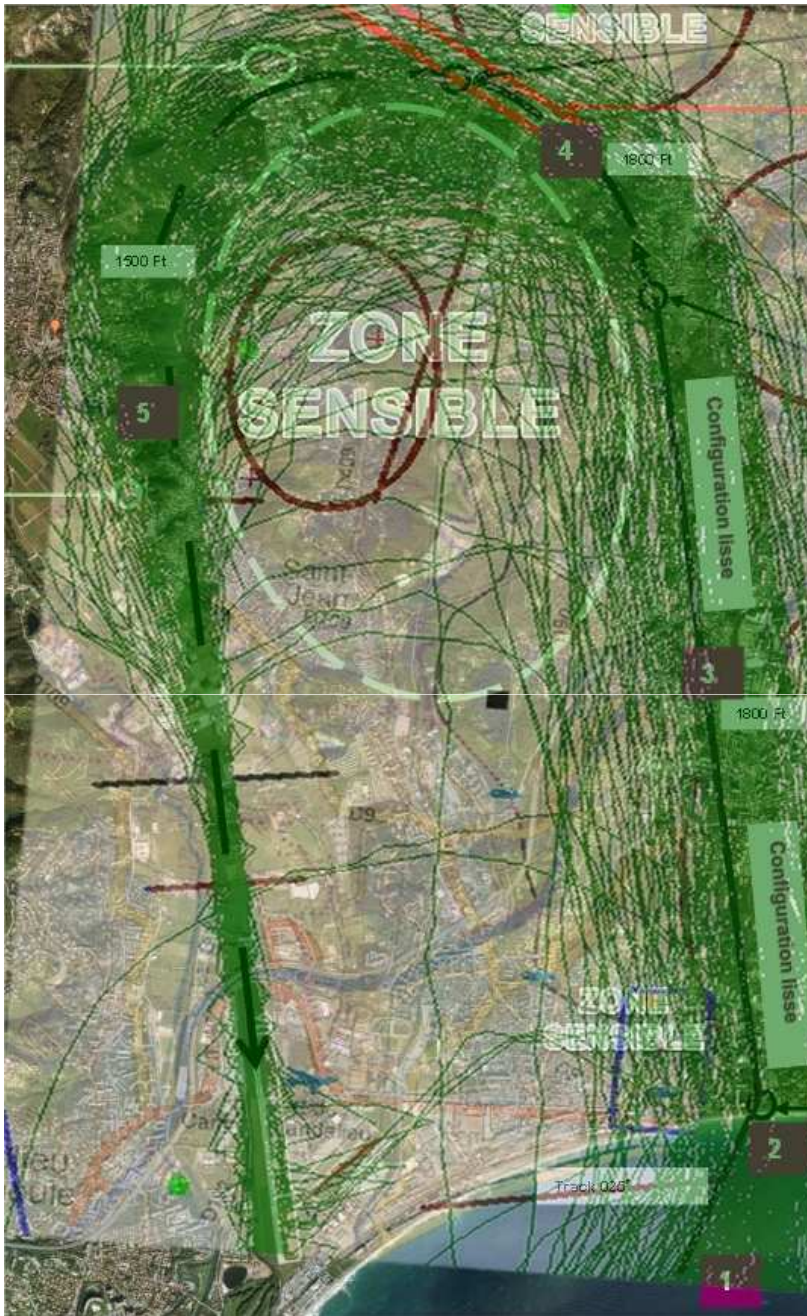 SENSIBLE
4
1800 Ft
1500 Ft
ZONE
SENSIBLE
5
Configuration lisse
Saint
Jean
3
1800 Ft
Configuration lisse
ZONE
SENSIBLE
2
Track 025°
1